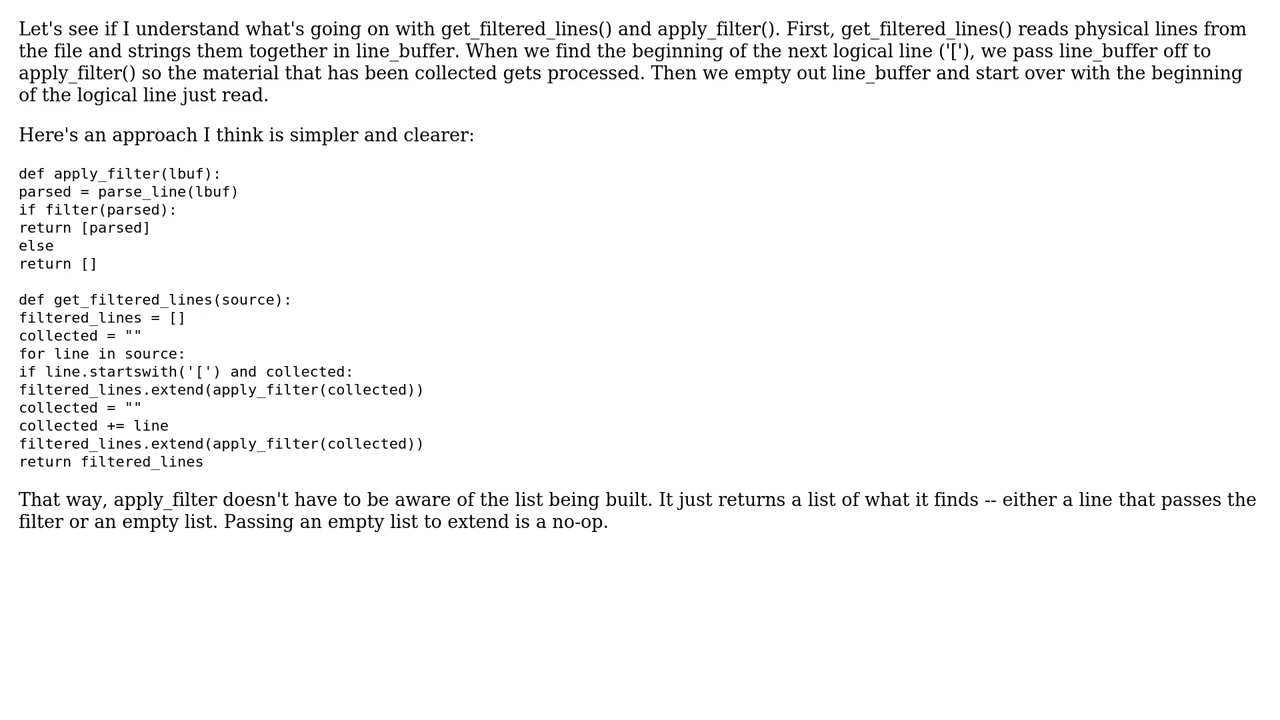 Let's see if I understand what's going on with get_filtered_lines() and apply_filter(). First, get_filtered_lines() reads physical lines from
the file and strings them together in line_buffer. When we find the beginning of the next logical line ('['), we pass line_buffer off to
apply_filter() so the material that has been collected gets processed. Then we empty out line_buffer and start over with the beginning
of the logical line just read.
Here's an approach I think is simpler and clearer:
def apply_filter(lbuf):
parsed = parse_line(lbuf)
if filter(parsed):
return [parsed]
else
return []
def get_filtered_lines(source):
filtered_lines = []
collected = ""
for line in source:
if line.startswith('[') and collected:
filtered_lines.extend(apply_filter(collected))
collected = ""
collected += line
filtered_lines.extend(apply_filter(collected))
return filtered_lines
That way, apply_filter doesn't have to be aware of the list being built. It just returns a list of what it finds -- either a line that passes the
filter or an empty list. Passing an empty list to extend is a no-op.